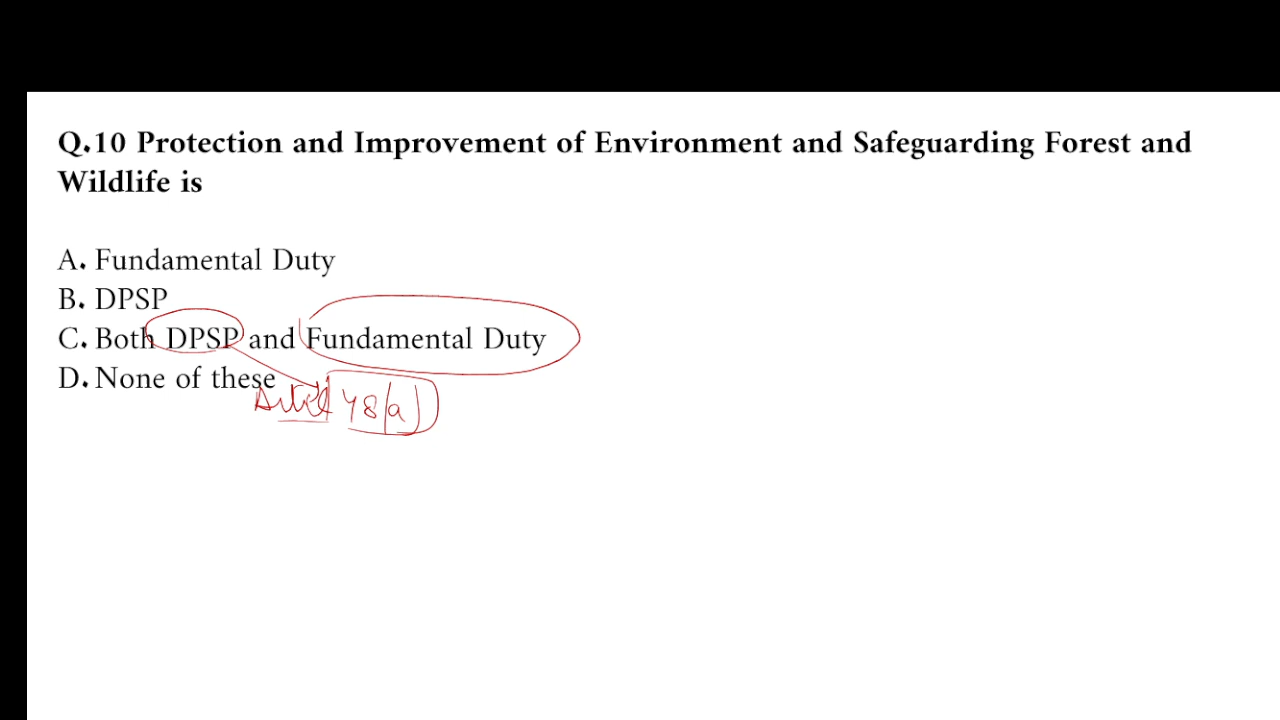 Q.10 Protection and Improvement of Environment and Safeguarding Forest and
Wildlife is
A. Fundamental Duty
B. DPSP
C. Both DPSP and Fundamental Duty
D. None of these
48(a)